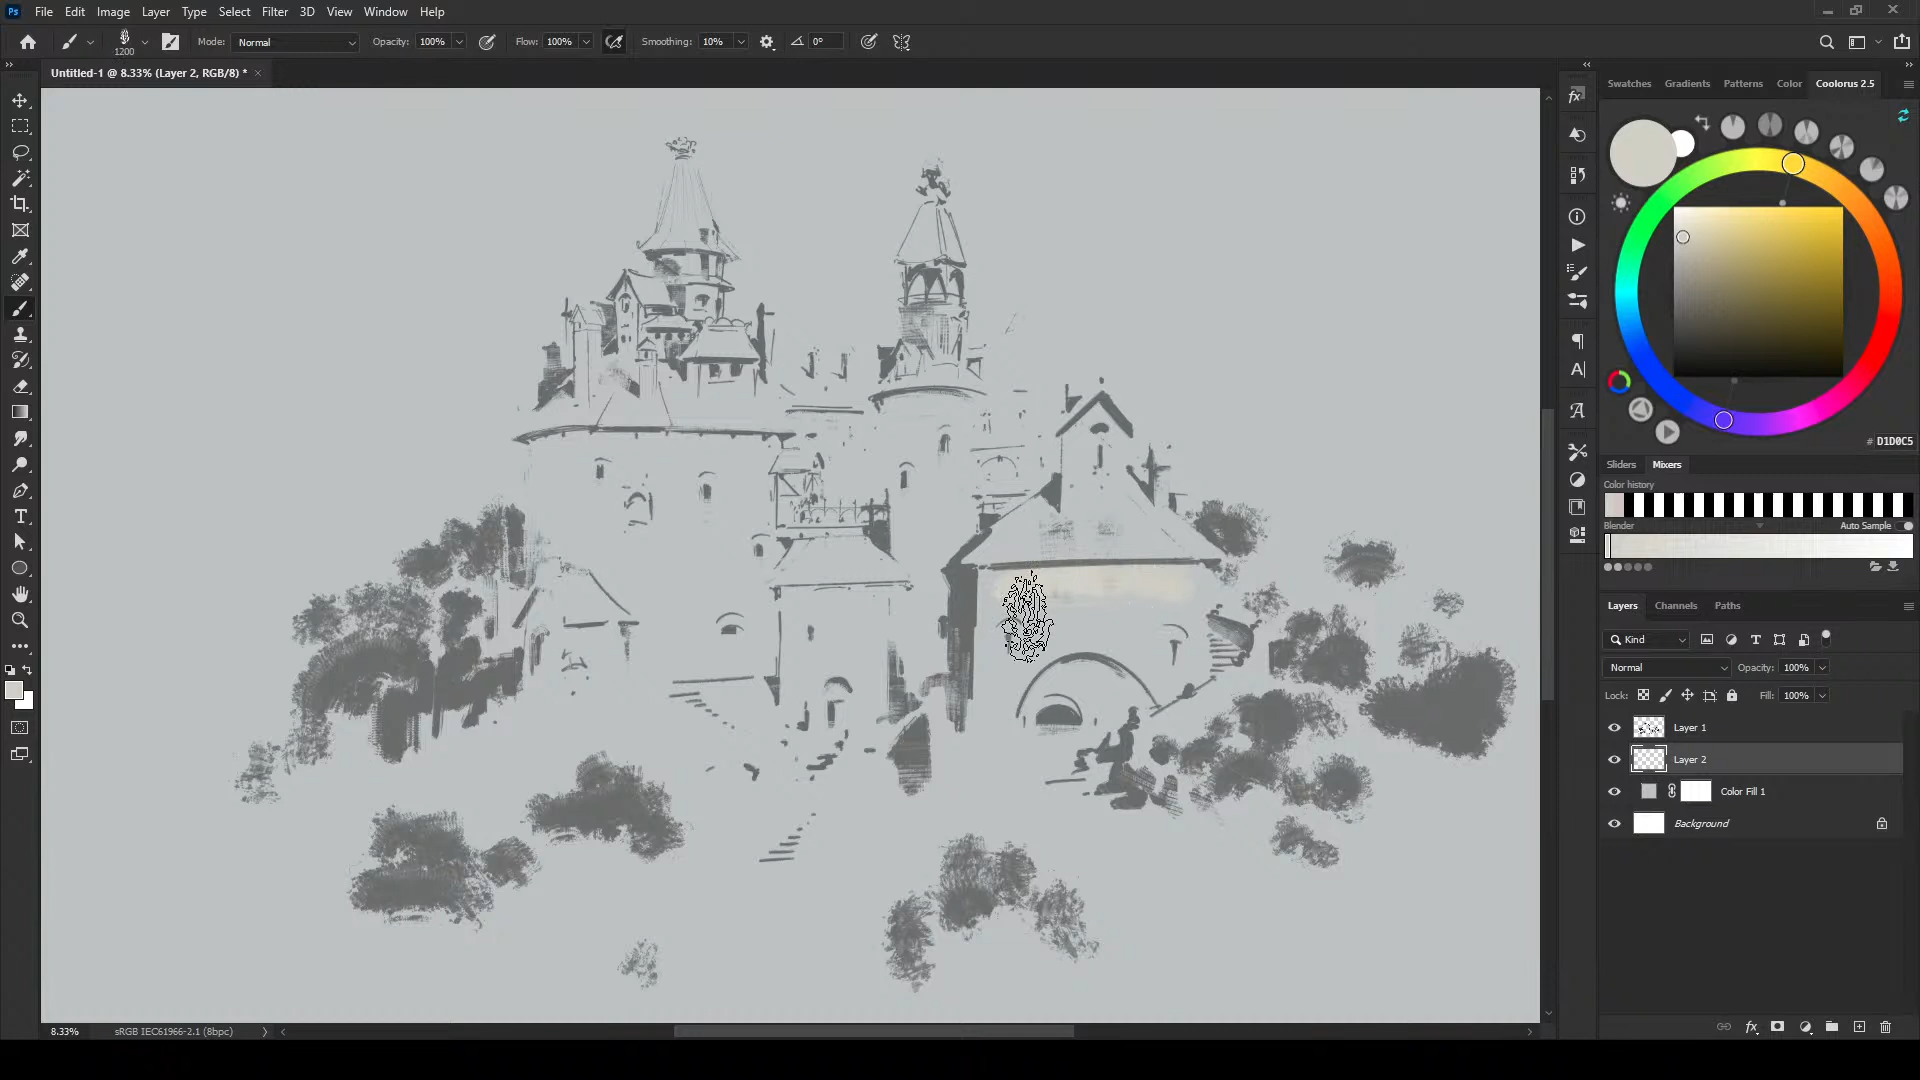 Ps File Edit Image Layer Type Select Filter 3D View Window Help
1200 Mode: Normal Opacity: 100% Flow: 100% Smoothing: 10% 0°
Untitled-1 @ 8.33% (Layer 2, RGB/8) * ×
Swatches Gradients Patterns Color Coolorus 2.5
# D1D0C5
Sliders Mixers
Color history
Blender Auto Sample
Layers Channels Paths
Kind
Normal Opacity: 100%
Lock: Fill: 100%
Layer 1
Layer 2
Color Fill 1
Background
8.33% sRGB IEC61966-2.1 (8bpc)